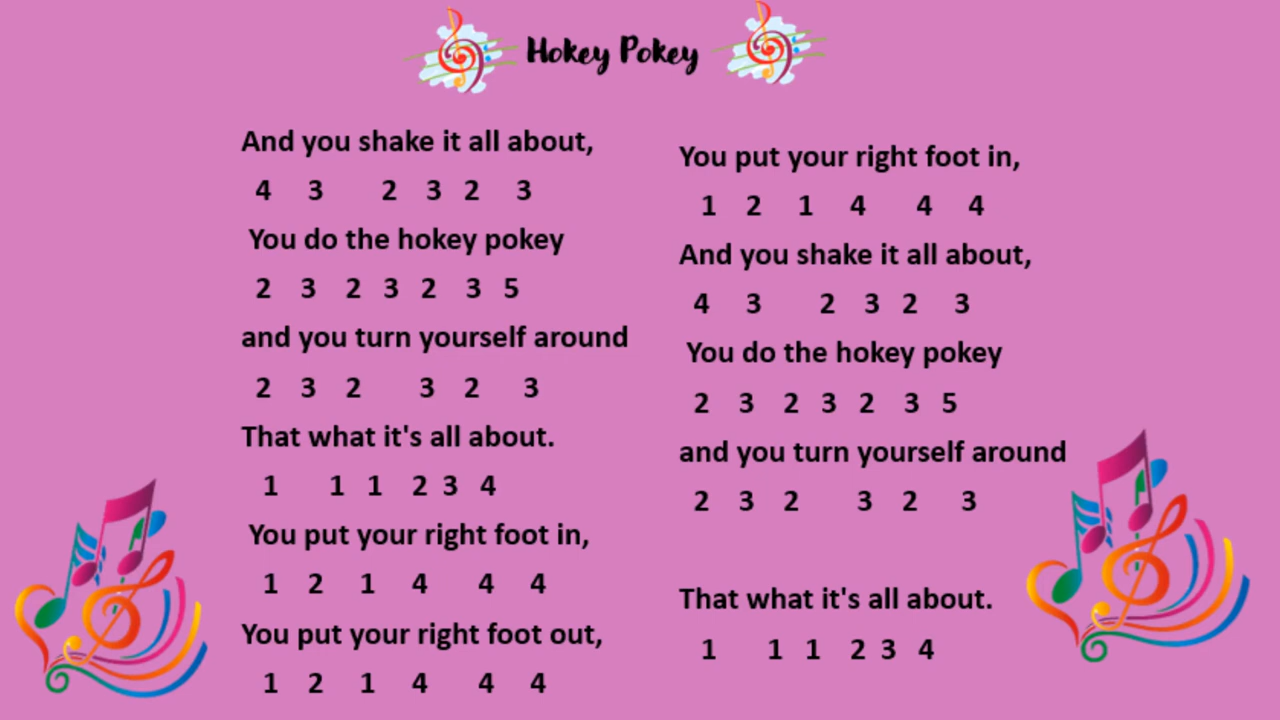 Hokey Pokey
And you shake it all about,
4 3 2 3 2 3
You do the hokey pokey
2 3 2 3 2 3 5
and you turn yourself around
2 3 2 3 2 3
That what it's all about.
1 1 1 2 3 4
You put your right foot in,
1 2 1 4 4 4
You put your right foot out,
1 2 1 4 4 4
You put your right foot in,
1 2 1 4 4 4
And you shake it all about,
4 3 2 3 2 3
You do the hokey pokey
2 3 2 3 2 3 5
and you turn yourself around
2 3 2 3 2 3
That what it's all about.
1 1 1 2 3 4